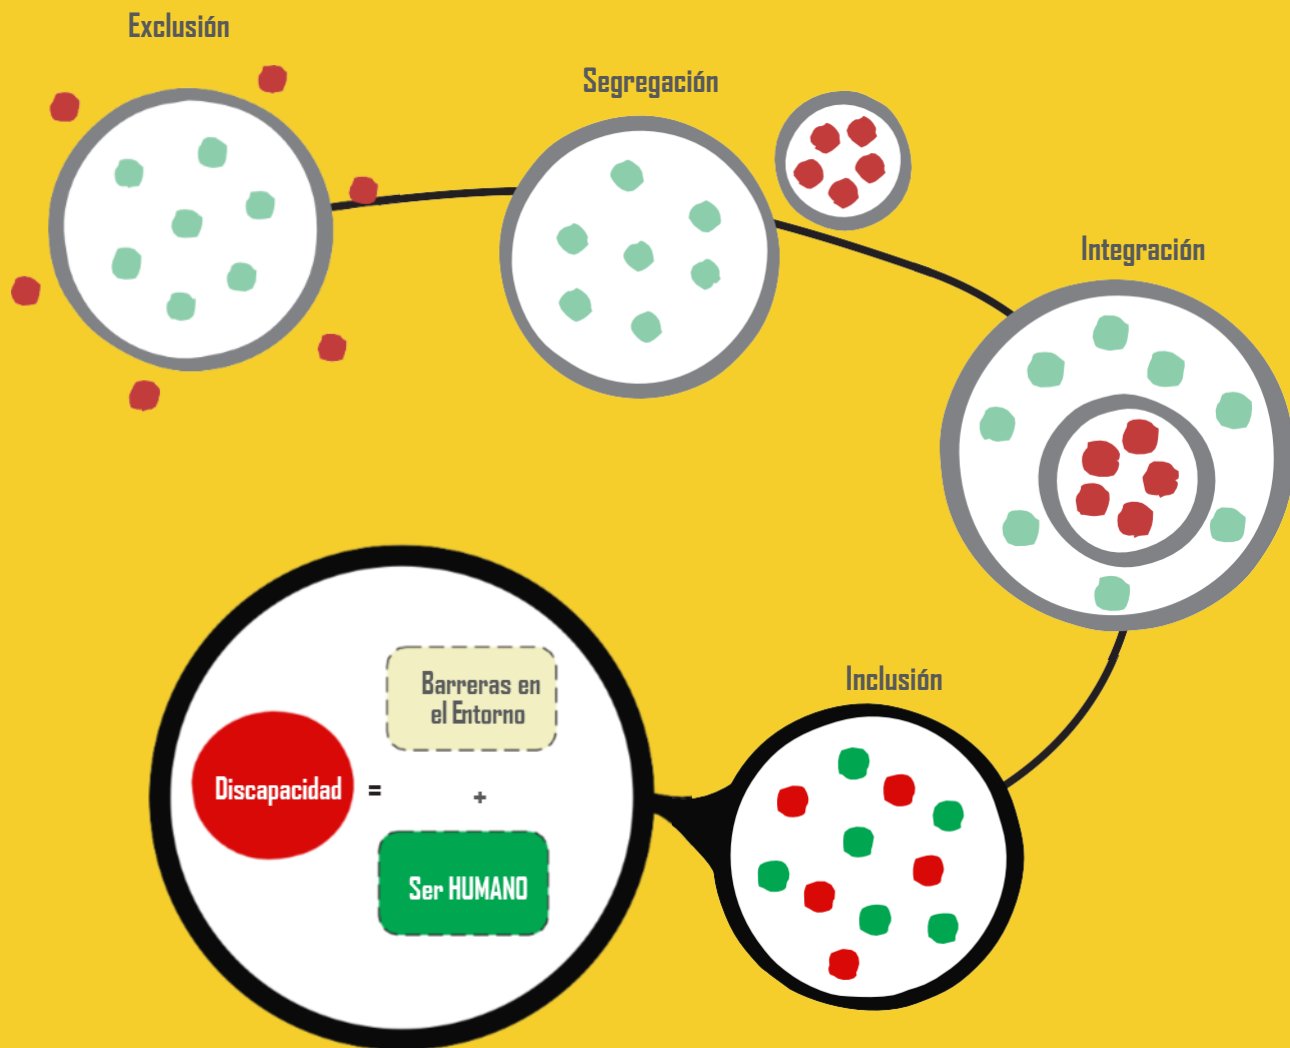 Exclusión
Segregación
Integración
Inclusión
Barreras en
el Entorno
Discapacidad
=
+
Ser HUMANO